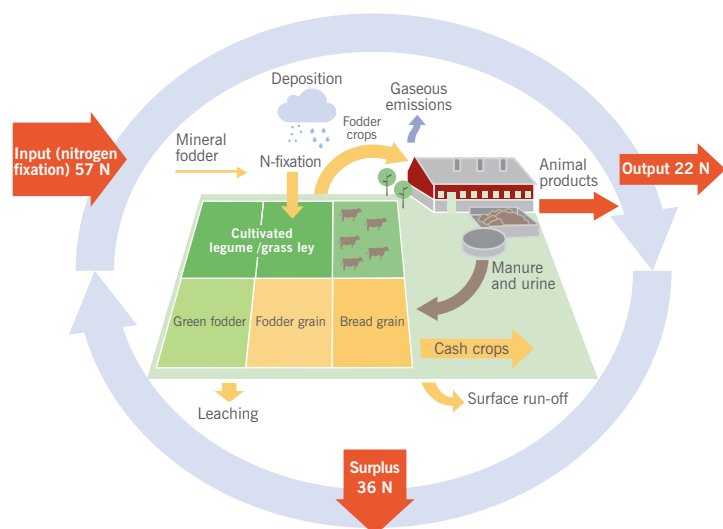 Deposition
Gaseous
emissions
Fodder
crops
Mineral
fodder
Input (nitrogen
fixation) 57 N
N-fixation
Animal
products
Output 22 N
Cultivated
legume /grass ley
Manure
and urine
Green fodder
Fodder grain
Bread grain
Cash crops
Leaching
Surface run-off
Surplus
36 N